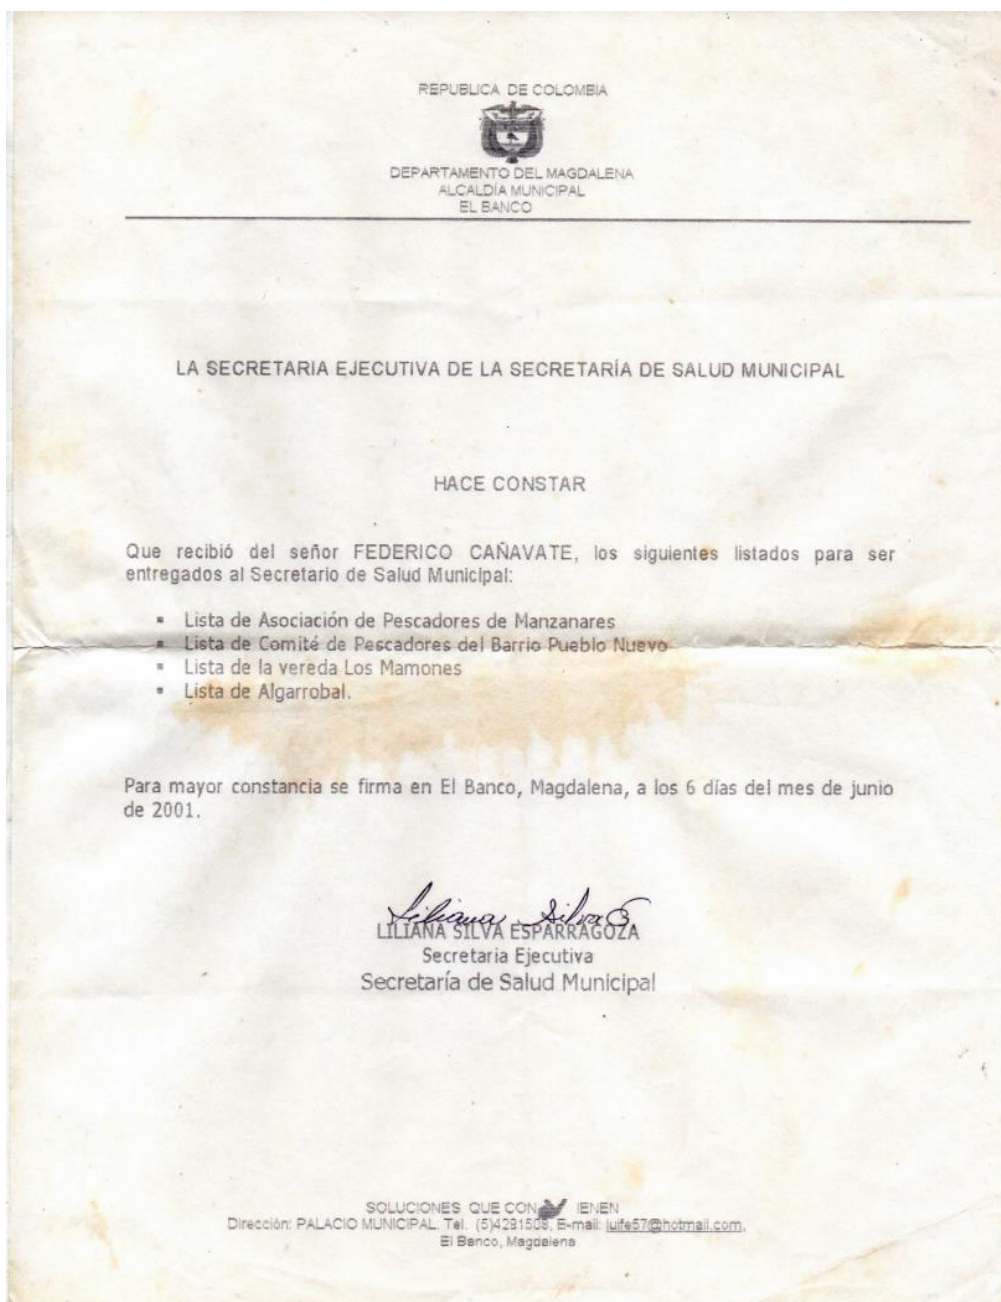 REPUBLICA DE COLOMBIA
DEPARTAMENTO DEL MAGDALENA
ALCALDÍA MUNICIPAL
EL BANCO
LA SECRETARIA EJECUTIVA DE LA SECRETARÍA DE SALUD MUNICIPAL
HACE CONSTAR
Que recibió del señor FEDERICO CAÑAVATE, los siguientes listados para ser
entregados al Secretario de Salud Municipal:
▪ Lista de Asociación de Pescadores de Manzanares
▪ Lista de Comité de Pescadores del Barrio Pueblo Nuevo
▪ Lista de la vereda Los Mamones
▪ Lista de Algarrobal.
Para mayor constancia se firma en El Banco, Magdalena, a los 6 días del mes de junio
de 2001.
Liliana Silva E
LILIANA SILVA ESPARRAGOZA
Secretaria Ejecutiva
Secretaría de Salud Municipal
SOLUCIONES QUE CON IENEN
Dirección: PALACIO MUNICIPAL. Tel. (5)4291508, E-mail: luife57@hotmail.com,
El Banco, Magdalena